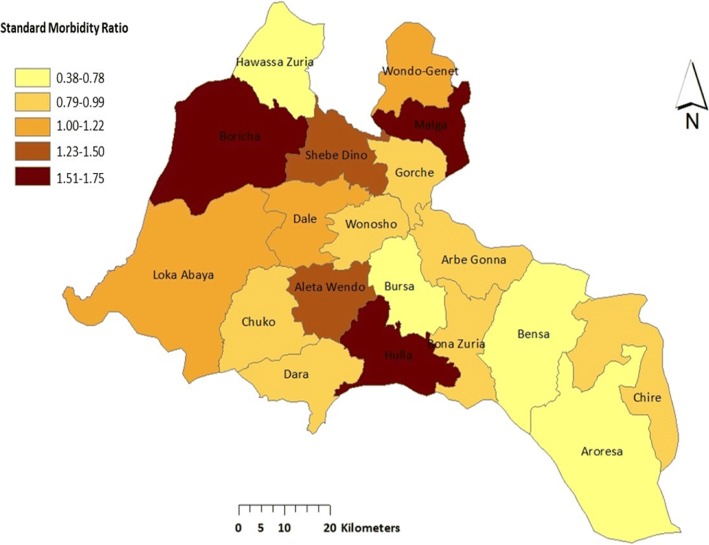 Standard Morbidity Ratio
0.38-0.78
0.79-0.99
1.00-1.22
1.23-1.50
1.51-1.75
Hawassa Zuria
Wondo-Genet
N
Boricha
Malga
Shebe Dino
Gorche
Dale
Wonosho
Loka Abaya
Arbe Gonna
Aleta Wendo
Bursa
Chuko
Bensa
Hulla
Bona Zuria
Dara
Chire
Aroresa
0 5 10 20 Kilometers